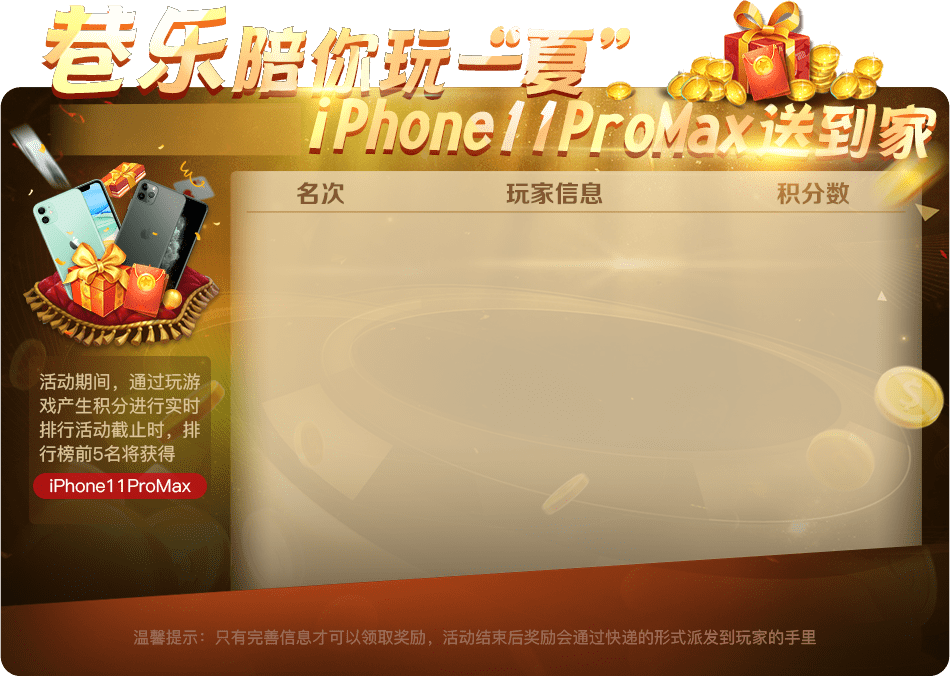 巷乐陪你玩一“夏”
iPhone11ProMax送到家
名次 玩家信息 积分数
活动期间，通过玩游
戏产生积分进行实时
排行活动截止时，排
行榜前5名将获得
iPhone11ProMax
温馨提示：只有完善信息才可以领取奖励，活动结束后奖励会通过快递的形式派发到玩家的手里